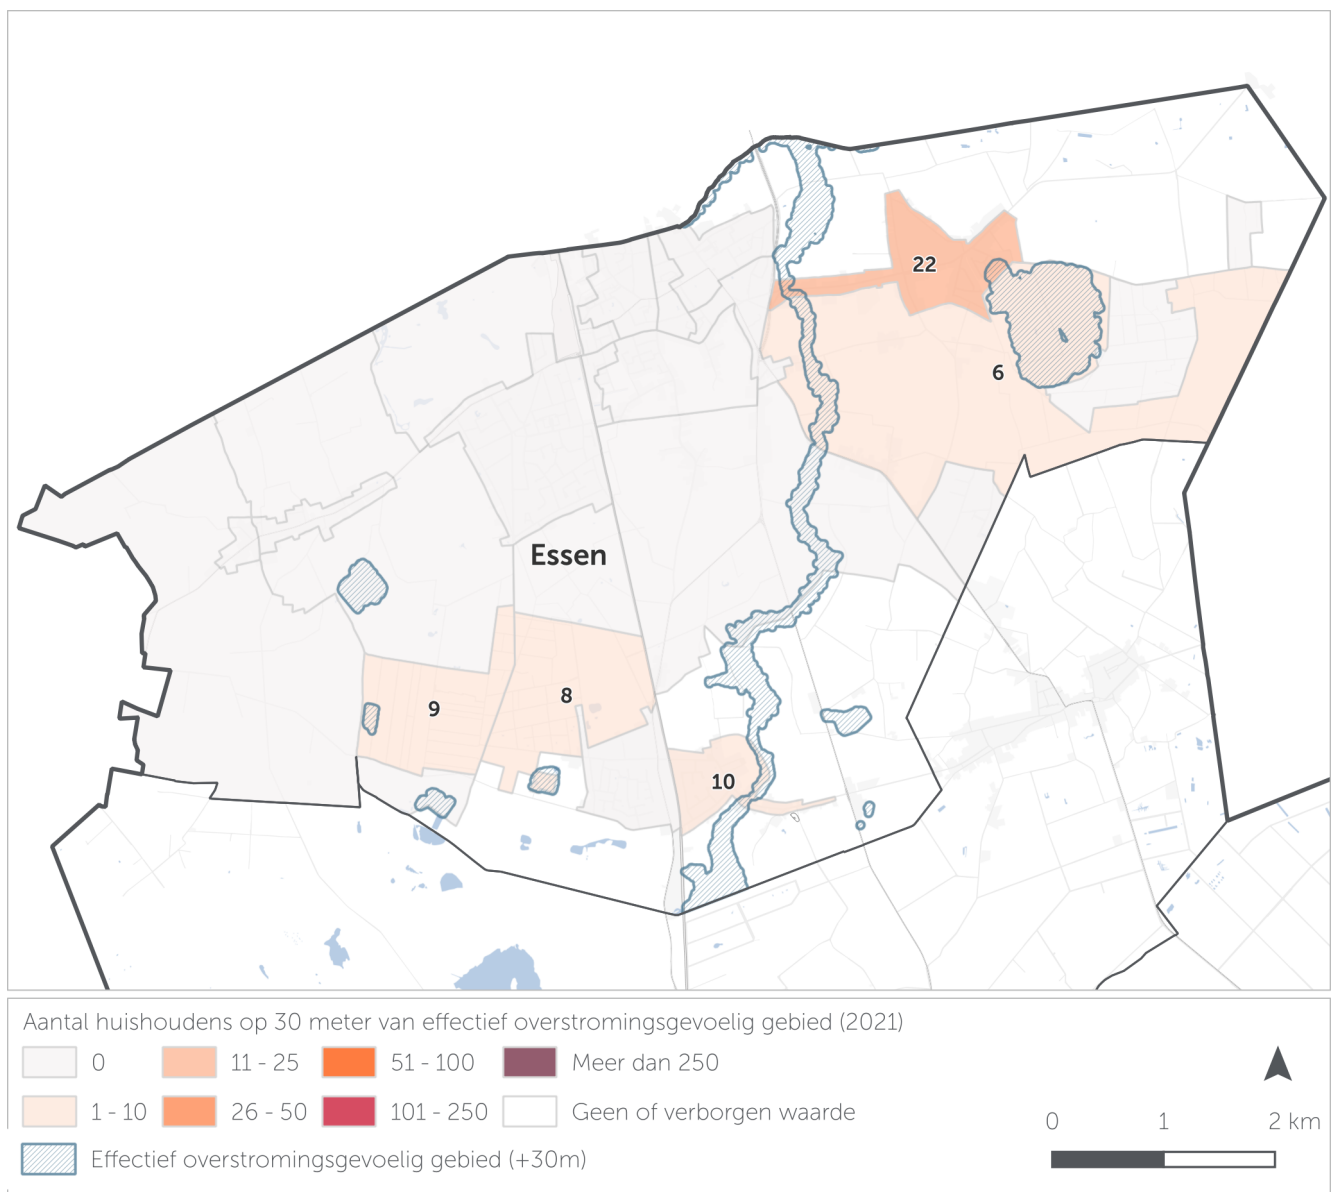 22
6
Essen
8
9
10
Aantal huishoudens op 30 meter van effectief overstromingsgevoelig gebied (2021)
0 11 - 25 51 - 100 Meer dan 250
1 - 10 26 - 50 101 - 250 Geen of verborgen waarde
0 1 2 km
Effectief overstromingsgevoelig gebied (+30m)